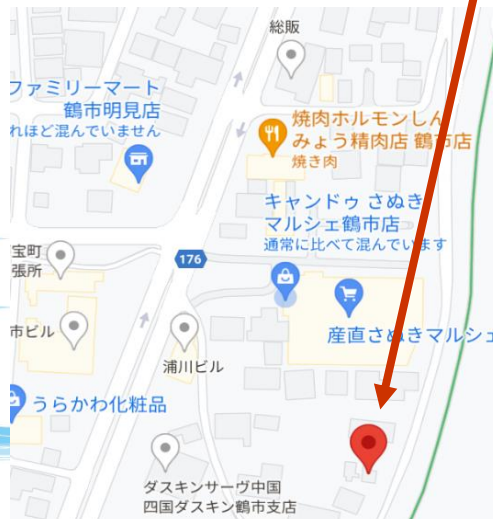 総販
ファミリーマート
鶴市明見店
れほど混んでいません
焼肉ホルモンしん
みょう精肉店 鶴市店
焼き肉
キャンドゥ さぬき
マルシェ鶴市店
通常に比べて混んでいます
宝町
張所
176
産直さぬきマルシェ
市ビル
浦川ビル
うらかわ化粧品
ダスキンサーヴ中国
四国ダスキン鶴市支店